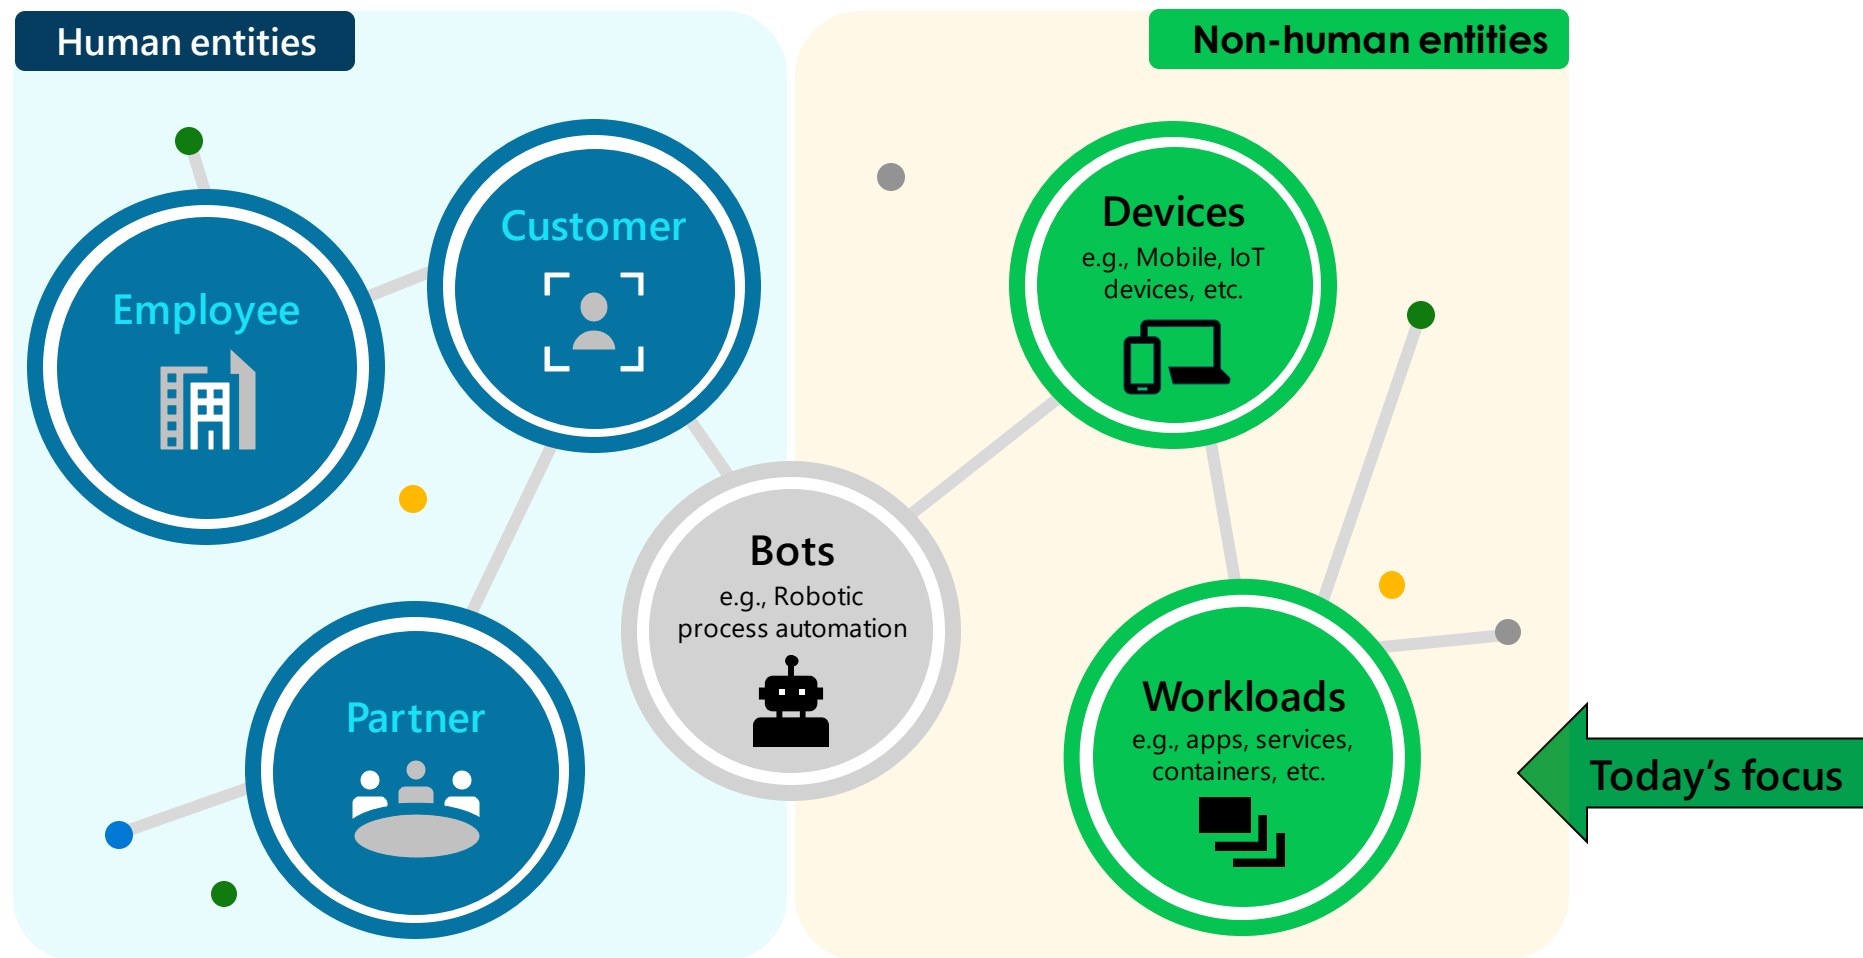 Human entities
Non-human entities
Customer
Employee
Partner
Bots
e.g., Robotic
process automation
Devices
e.g., Mobile, IoT
devices, etc.
Workloads
e.g., apps, services,
containers, etc.
Today’s focus